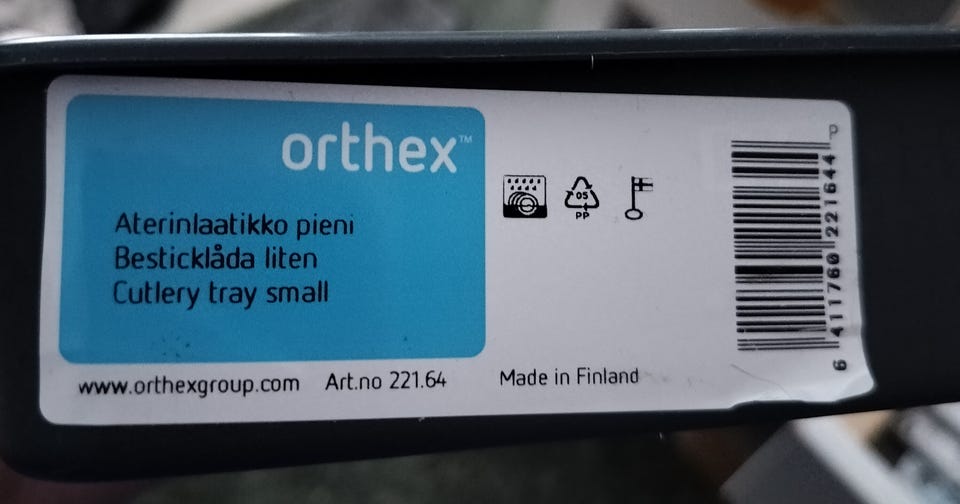 orthex™
Aterinlaatikko pieni
Besticklåda liten
Cutlery tray small
www.orthexgroup.com Art.no 221.64 Made in Finland
05
PP
P
6 411760 221644